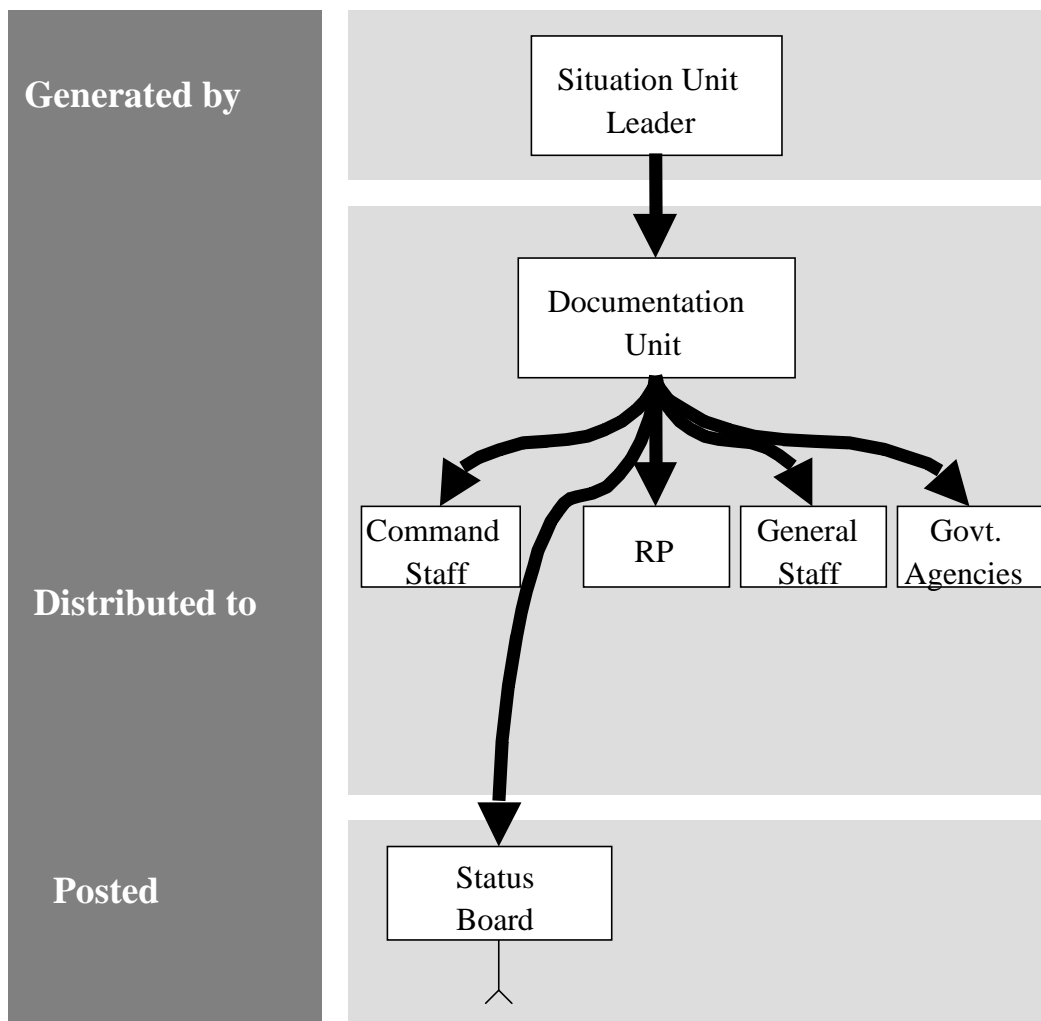 Generated by
Situation Unit
Leader
Documentation
Unit
Distributed to
Command
Staff
RP
General
Staff
Govt.
Agencies
Posted
Status
Board